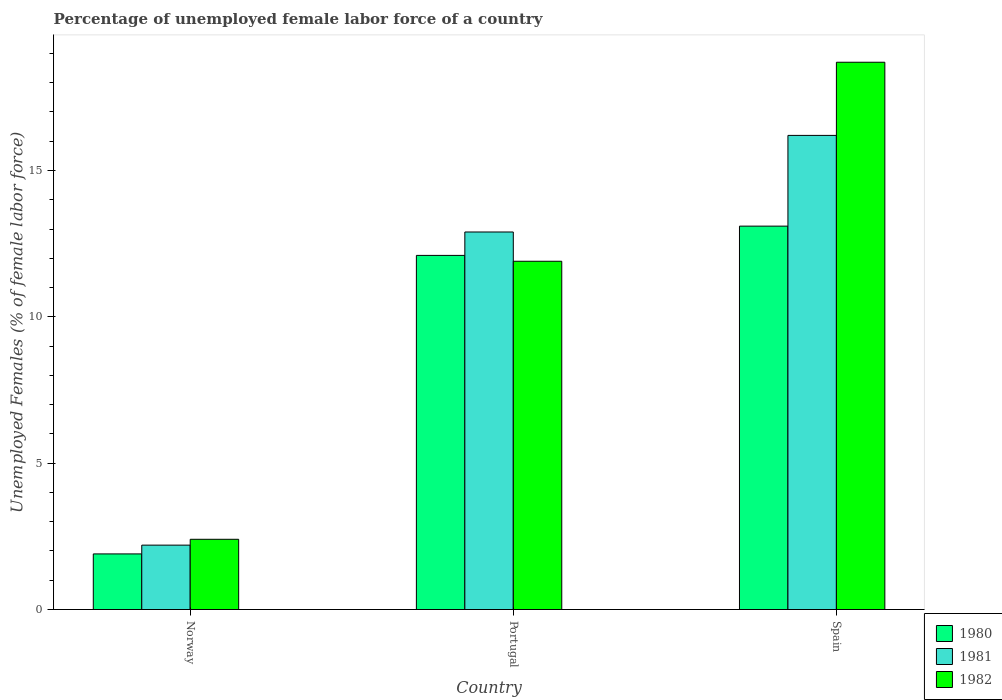 Percentage of unemployed female labor force of a country
Unemployed Females (% of female labor force)
15
10
5
0
Norway
Portugal
Spain
Country
1980
1981
1982